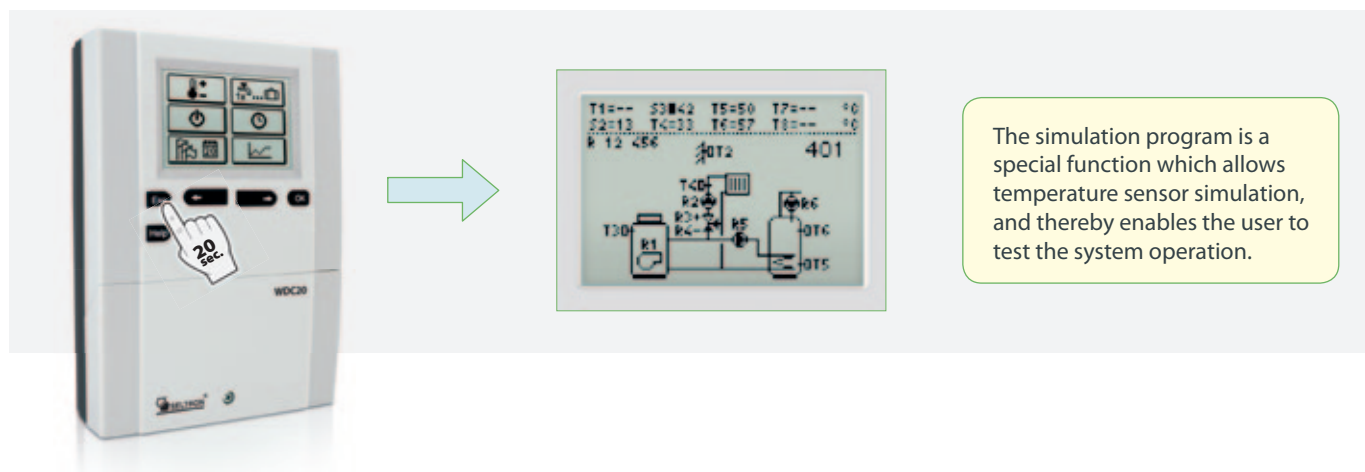 T1=-- S3■42 T5=50 T7=-- °C
S2=13 T4=33 T6=57 T8=-- °C
R 12 456
T2
401
T4
R2
R3+
R4-
R5
R6
T3
R1
T6
T5
Esc
OK
Help
20
sec.
WDC20
SELTRON®
The simulation program is a
special function which allows
temperature sensor simulation,
and thereby enables the user to
test the system operation.